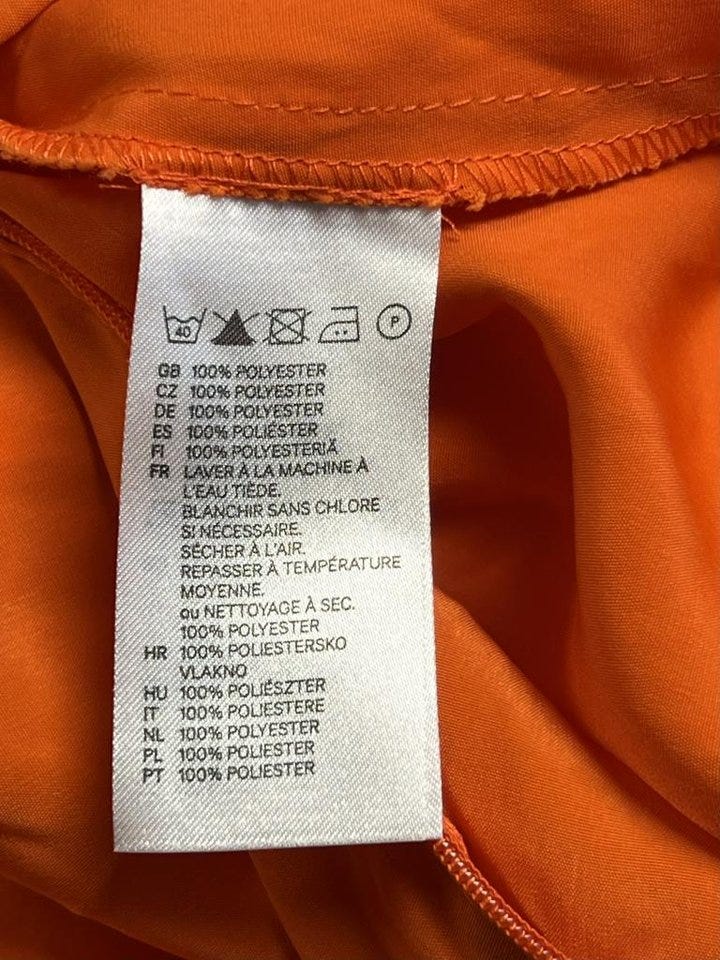 40 P
GB 100% POLYESTER
CZ 100% POLYESTER
DE 100% POLYESTER
ES 100% POLIÉSTER
FI 100% POLYESTERIÄ
FR LAVER À LA MACHINE À
L'EAU TIÈDE.
BLANCHIR SANS CHLORE
SI NÉCESSAIRE.
SÉCHER À L'AIR.
REPASSER À TEMPÉRATURE
MOYENNE.
ou NETTOYAGE À SEC.
100% POLYESTER
HR 100% POLIESTERSKO
VLAKNO
HU 100% POLIÉSZTER
IT 100% POLIESTERE
NL 100% POLYESTER
PL 100% POLIESTER
PT 100% POLIESTER